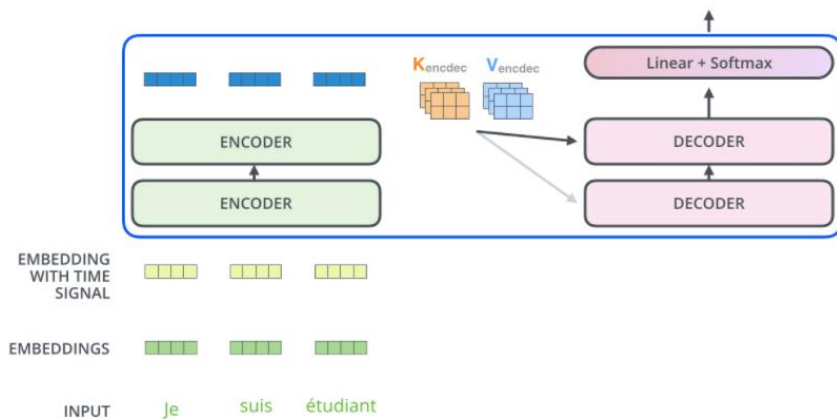 Kencdec
Vencdec
Linear + Softmax
ENCODER
DECODER
ENCODER
DECODER
EMBEDDING
WITH TIME
SIGNAL
EMBEDDINGS
INPUT
Je suis étudiant